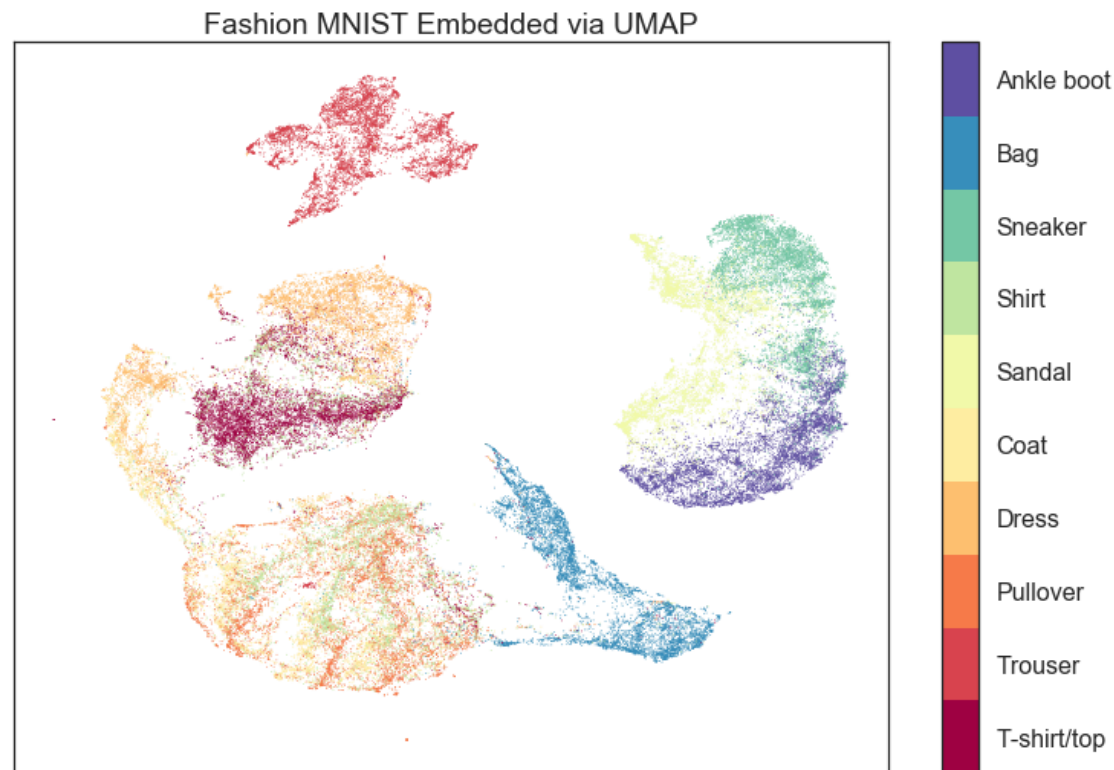 Fashion MNIST Embedded via UMAP
Ankle boot
Bag
Sneaker
Shirt
Sandal
Coat
Dress
Pullover
Trouser
T-shirt/top